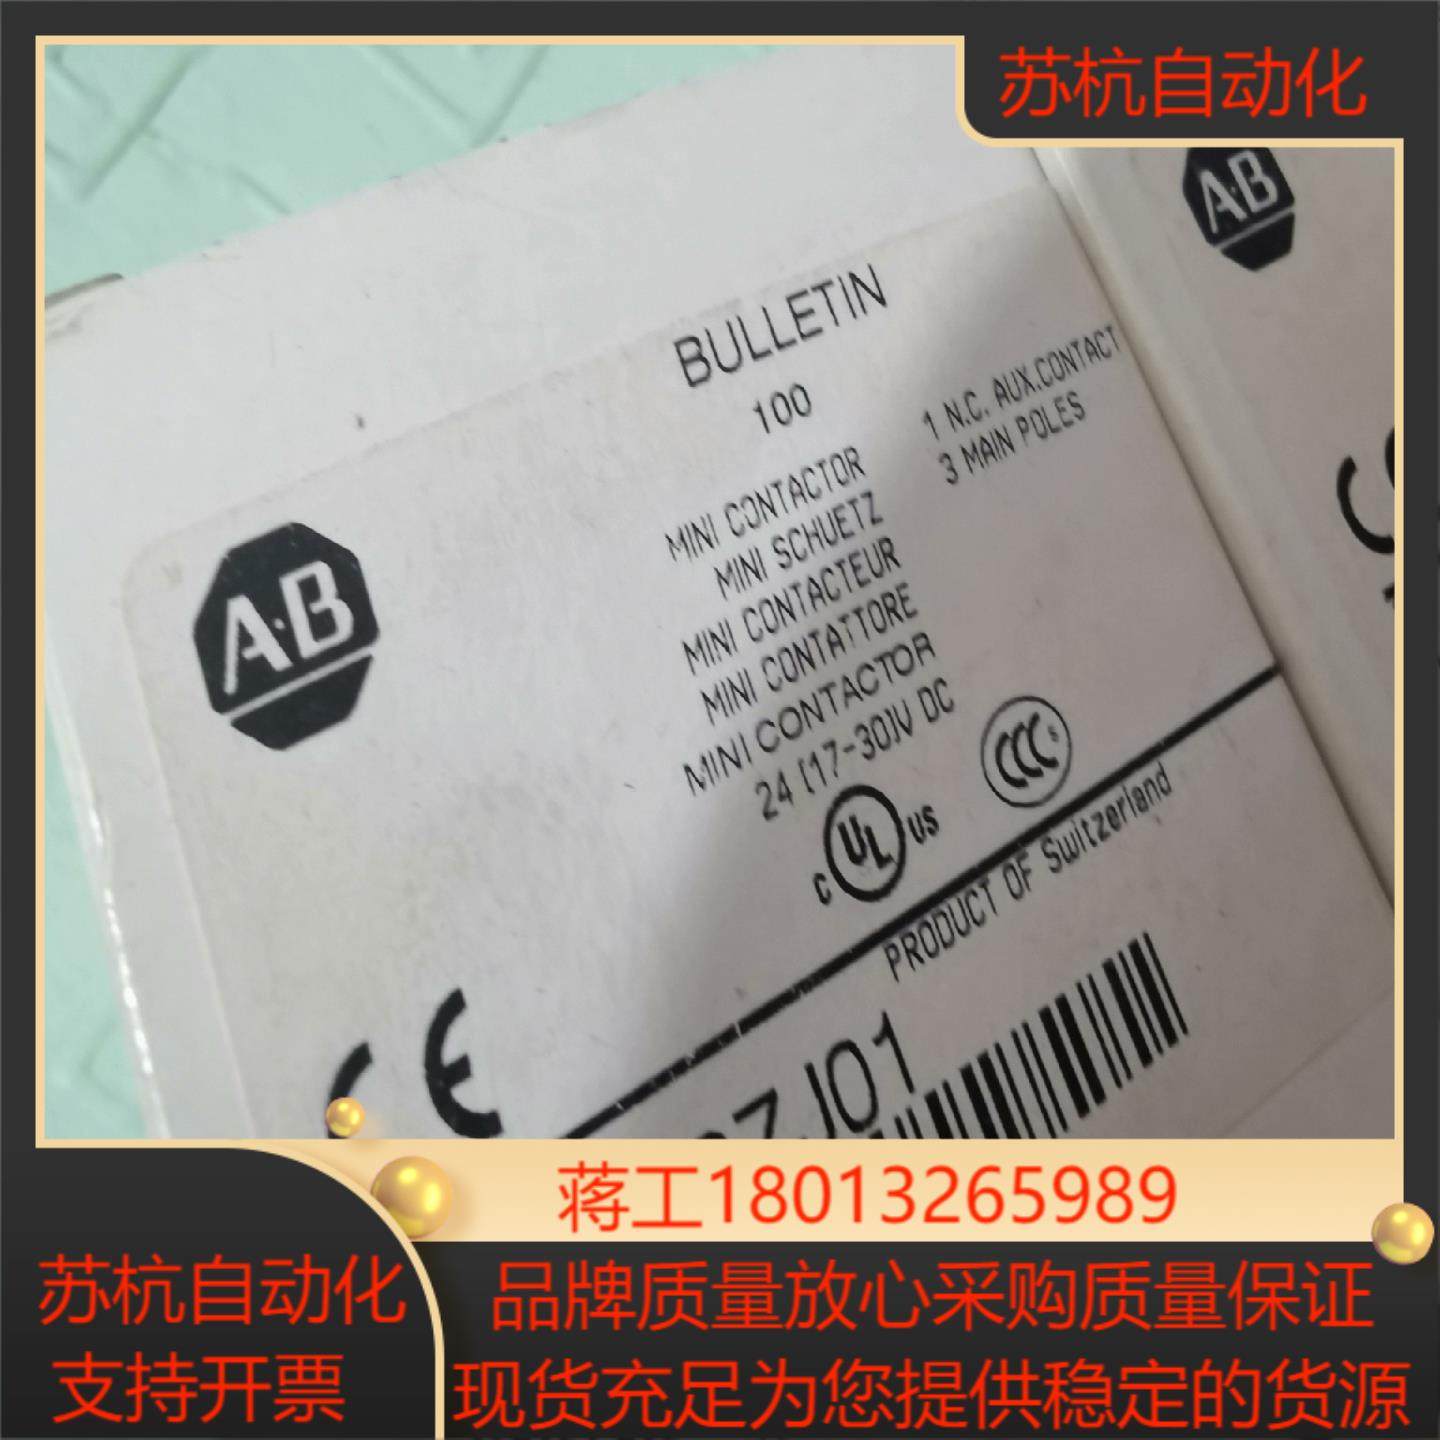 苏杭自动化
A·B
A·B
BULLETIN
100
1 N.C. AUX.CONTACT
3 MAIN POLES
MINI CONTACTOR
MINI SCHUETZ
MINI CONTACTEUR
MINI CONTATTORE
MINI CONTACTOR
24 [17-30]V DC
c UL US
CCC S
CE
PRODUCT OF Switzerland
ZJ01
蒋工18013265989
苏杭自动化
支持开票
品牌质量放心采购质量保证
现货充足为您提供稳定的货源